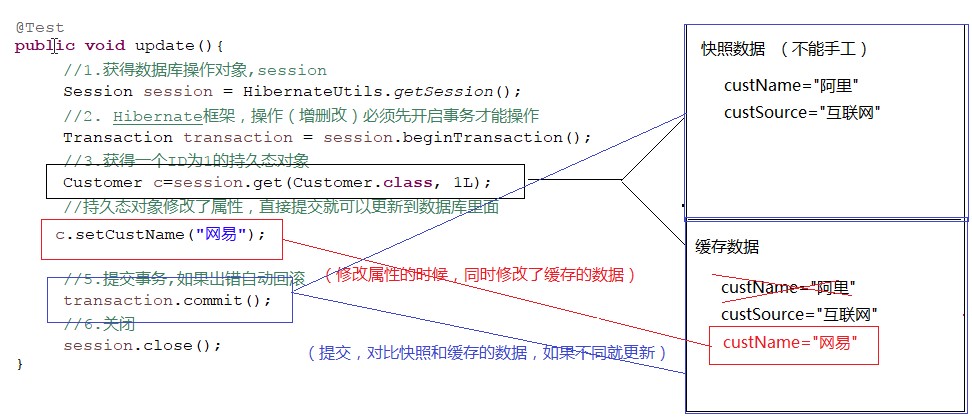 @Test
public void update(){
//1.获得数据库操作对象,session
Session session = HibernateUtils.getSession();
//2. Hibernate框架，操作（增删改）必须先开启事务才能操作
Transaction transaction = session.beginTransaction();
//3.获得一个ID为1的持久态对象
Customer c=session.get(Customer.class, 1L);
//持久态对象修改了属性，直接提交就可以更新到数据库里面
c.setCustName("网易");
//5.提交事务,如果出错自动回滚
（修改属性的时候，同时修改了缓存的数据）
transaction.commit();
//6.关闭
session.close();
（提交，对比快照和缓存的数据，如果不同就更新）
}
快照数据 （不能手工）
custName="阿里"
custSource="互联网"
缓存数据
custName="阿里"
custSource="互联网"
custName="网易"